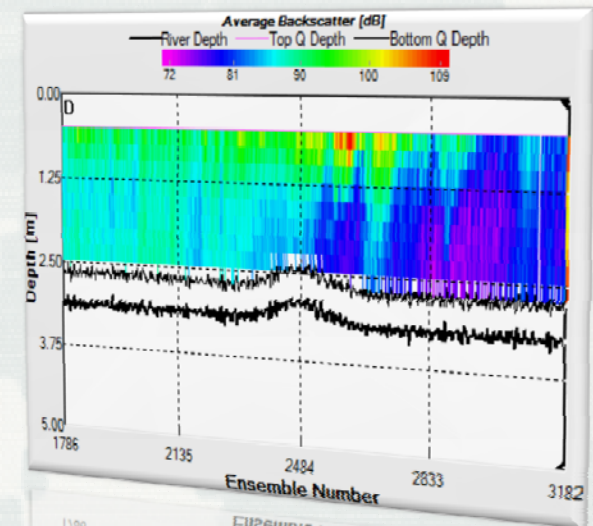 Average Backscatter [dB]
River Depth Top Q Depth Bottom Q Depth
72 81 90 100 109
D
0.00
1.25
2.50
3.75
5.00
Depth [m]
1786 2135 2484 2833 3182
Ensemble Number